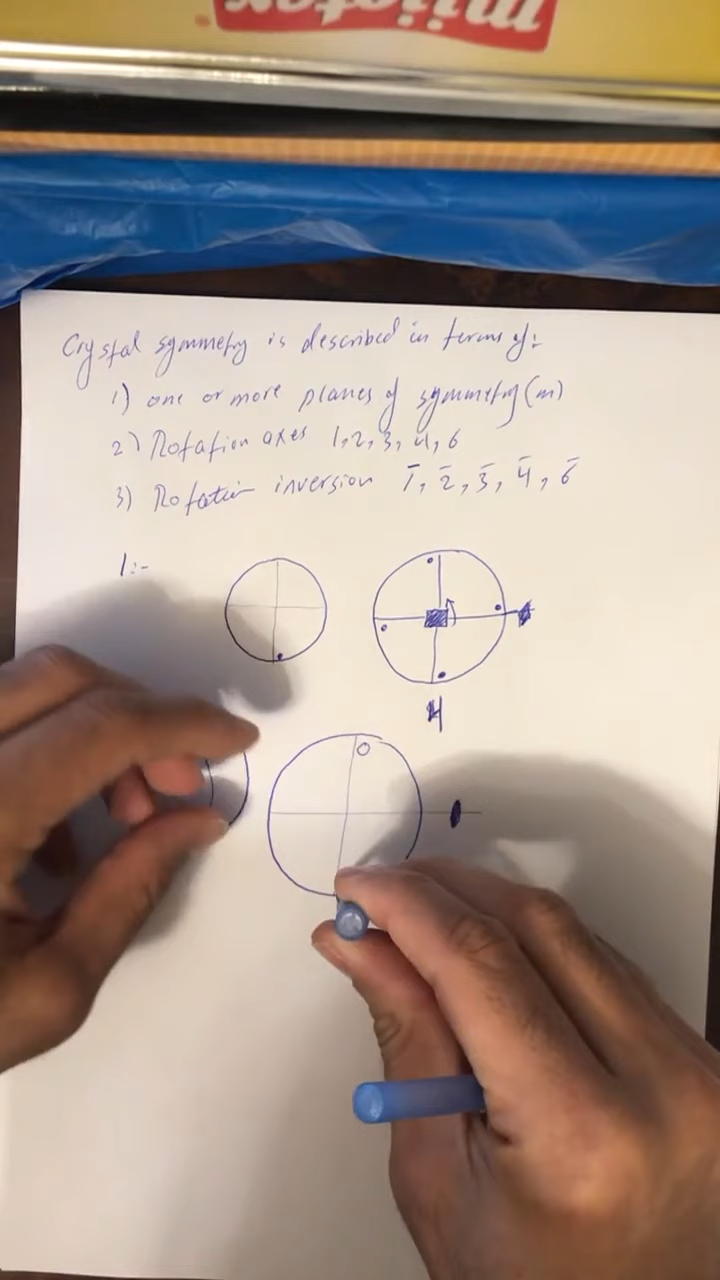 Crystal symmetry is described in terms of:
1) one or more planes of symmetry (m)
2) Rotation axes 1, 2, 3, 4, 6
3) Rotation inversion 1̄, 2̄, 3̄, 4̄, 6̄
1:-
4